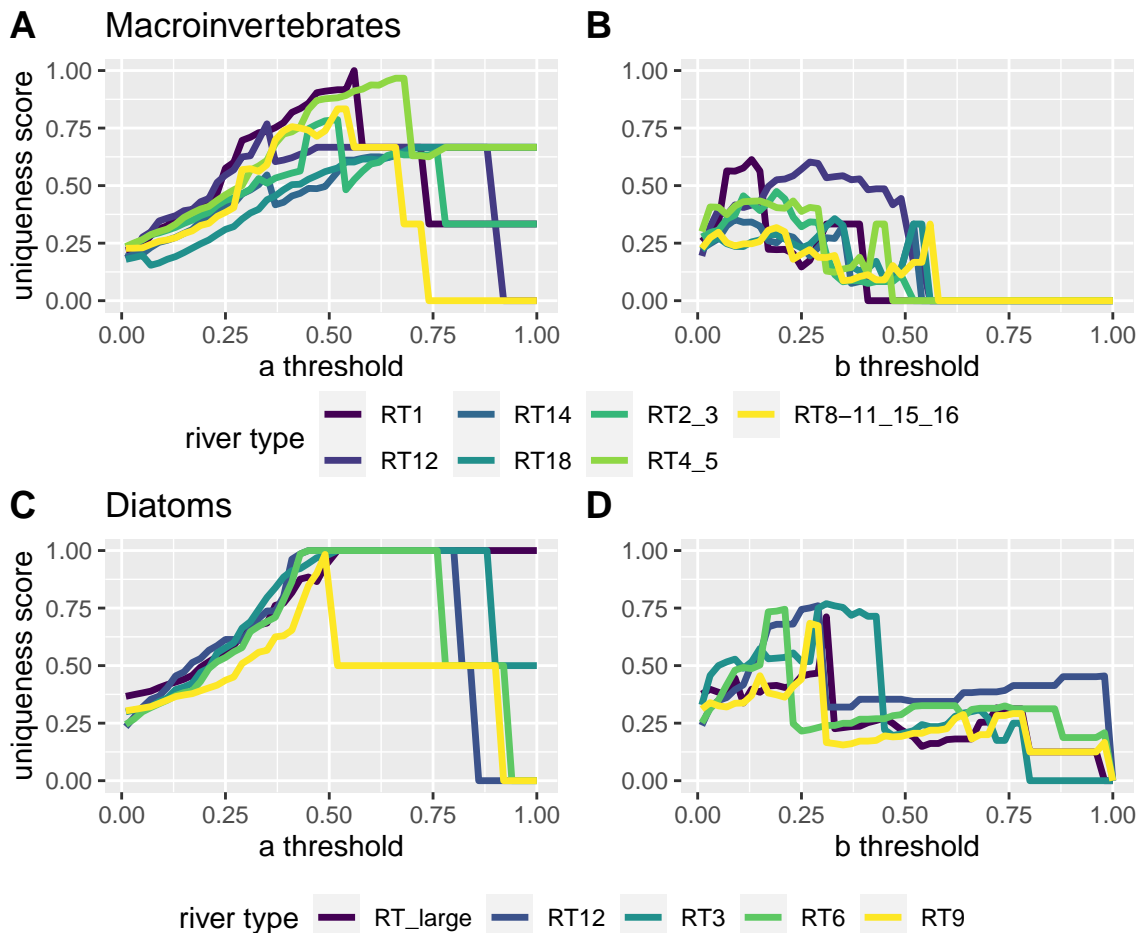 A Macroinvertebrates B
1.00 1.00
0.75 0.75
0.50 0.50
0.25 0.25
0.00 0.00
uniqueness score
0.00 0.25 0.50 0.75 1.00 0.00 0.25 0.50 0.75 1.00
a threshold b threshold
river type
RT1 RT14 RT2_3 RT8−11_15_16
RT12 RT18 RT4_5
C Diatoms D
1.00 1.00
0.75 0.75
0.50 0.50
0.25 0.25
0.00 0.00
uniqueness score
0.00 0.25 0.50 0.75 1.00 0.00 0.25 0.50 0.75 1.00
a threshold b threshold
river type RT_large RT12 RT3 RT6 RT9